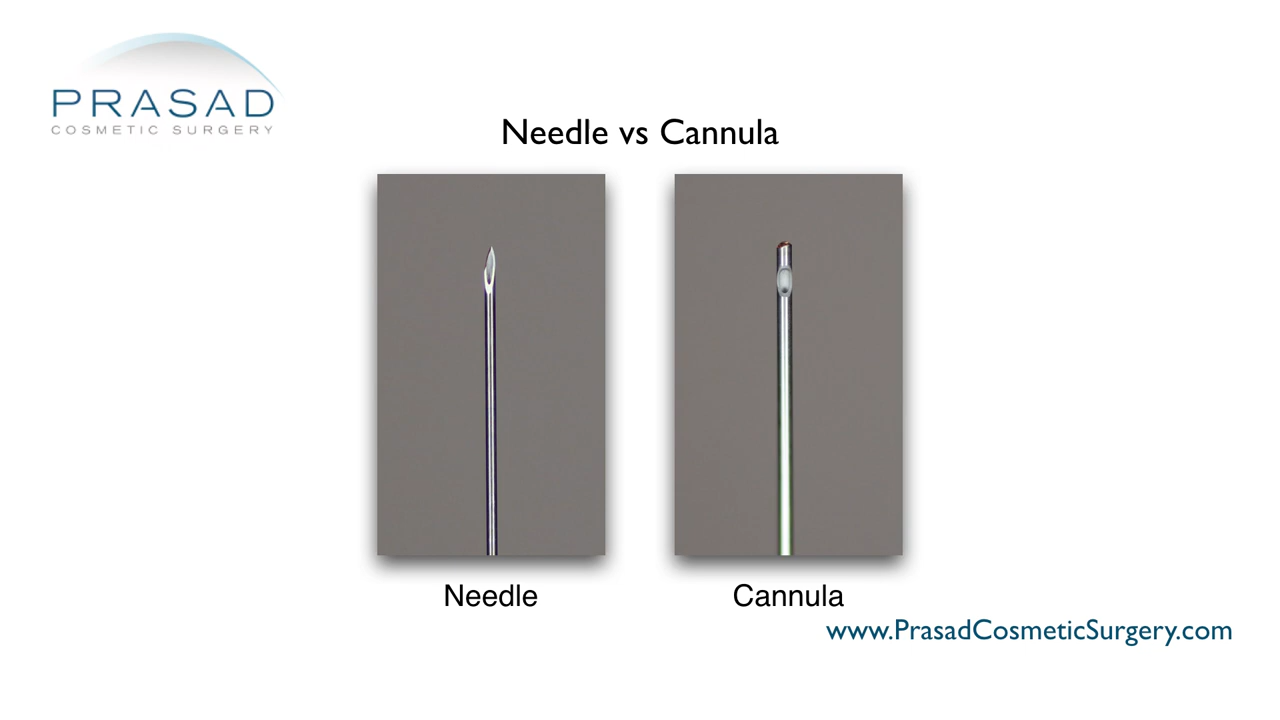 PRASAD
COSMETIC SURGERY
Needle vs Cannula
Needle
Cannula
www.PrasadCosmeticSurgery.com